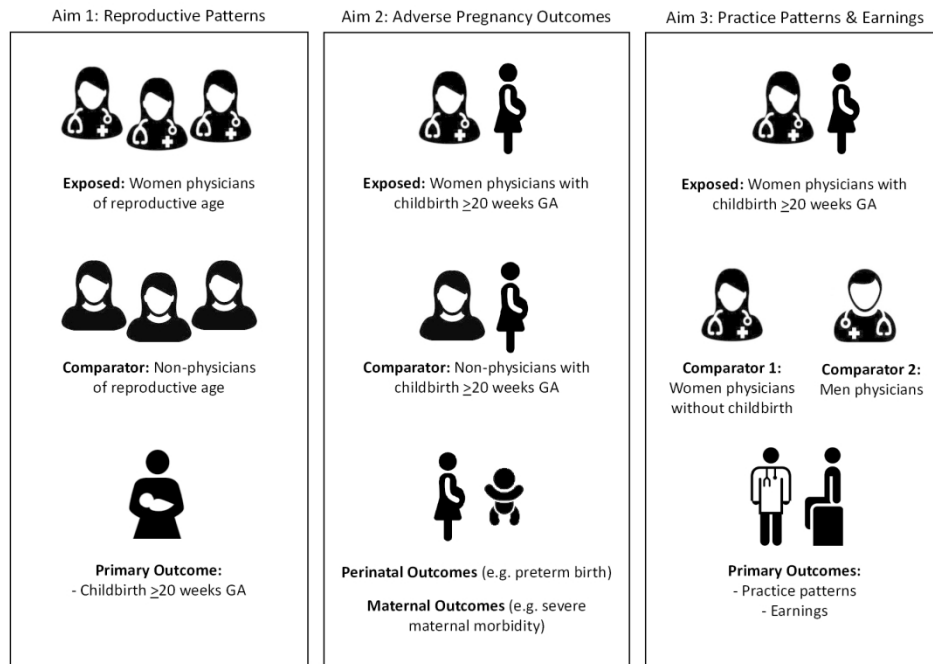 Aim 1: Reproductive Patterns
Exposed: Women physicians
of reproductive age
Comparator: Non-physicians
of reproductive age
Primary Outcome:
- Childbirth ≥20 weeks GA
Aim 2: Adverse Pregnancy Outcomes
Exposed: Women physicians with
childbirth ≥20 weeks GA
Comparator: Non-physicians with
childbirth ≥20 weeks GA
Perinatal Outcomes (e.g. preterm birth)
Maternal Outcomes (e.g. severe
maternal morbidity)
Aim 3: Practice Patterns & Earnings
Exposed: Women physicians with
childbirth ≥20 weeks GA
Comparator 1:
Women physicians
without childbirth
Comparator 2:
Men physicians
Primary Outcomes:
- Practice patterns
- Earnings